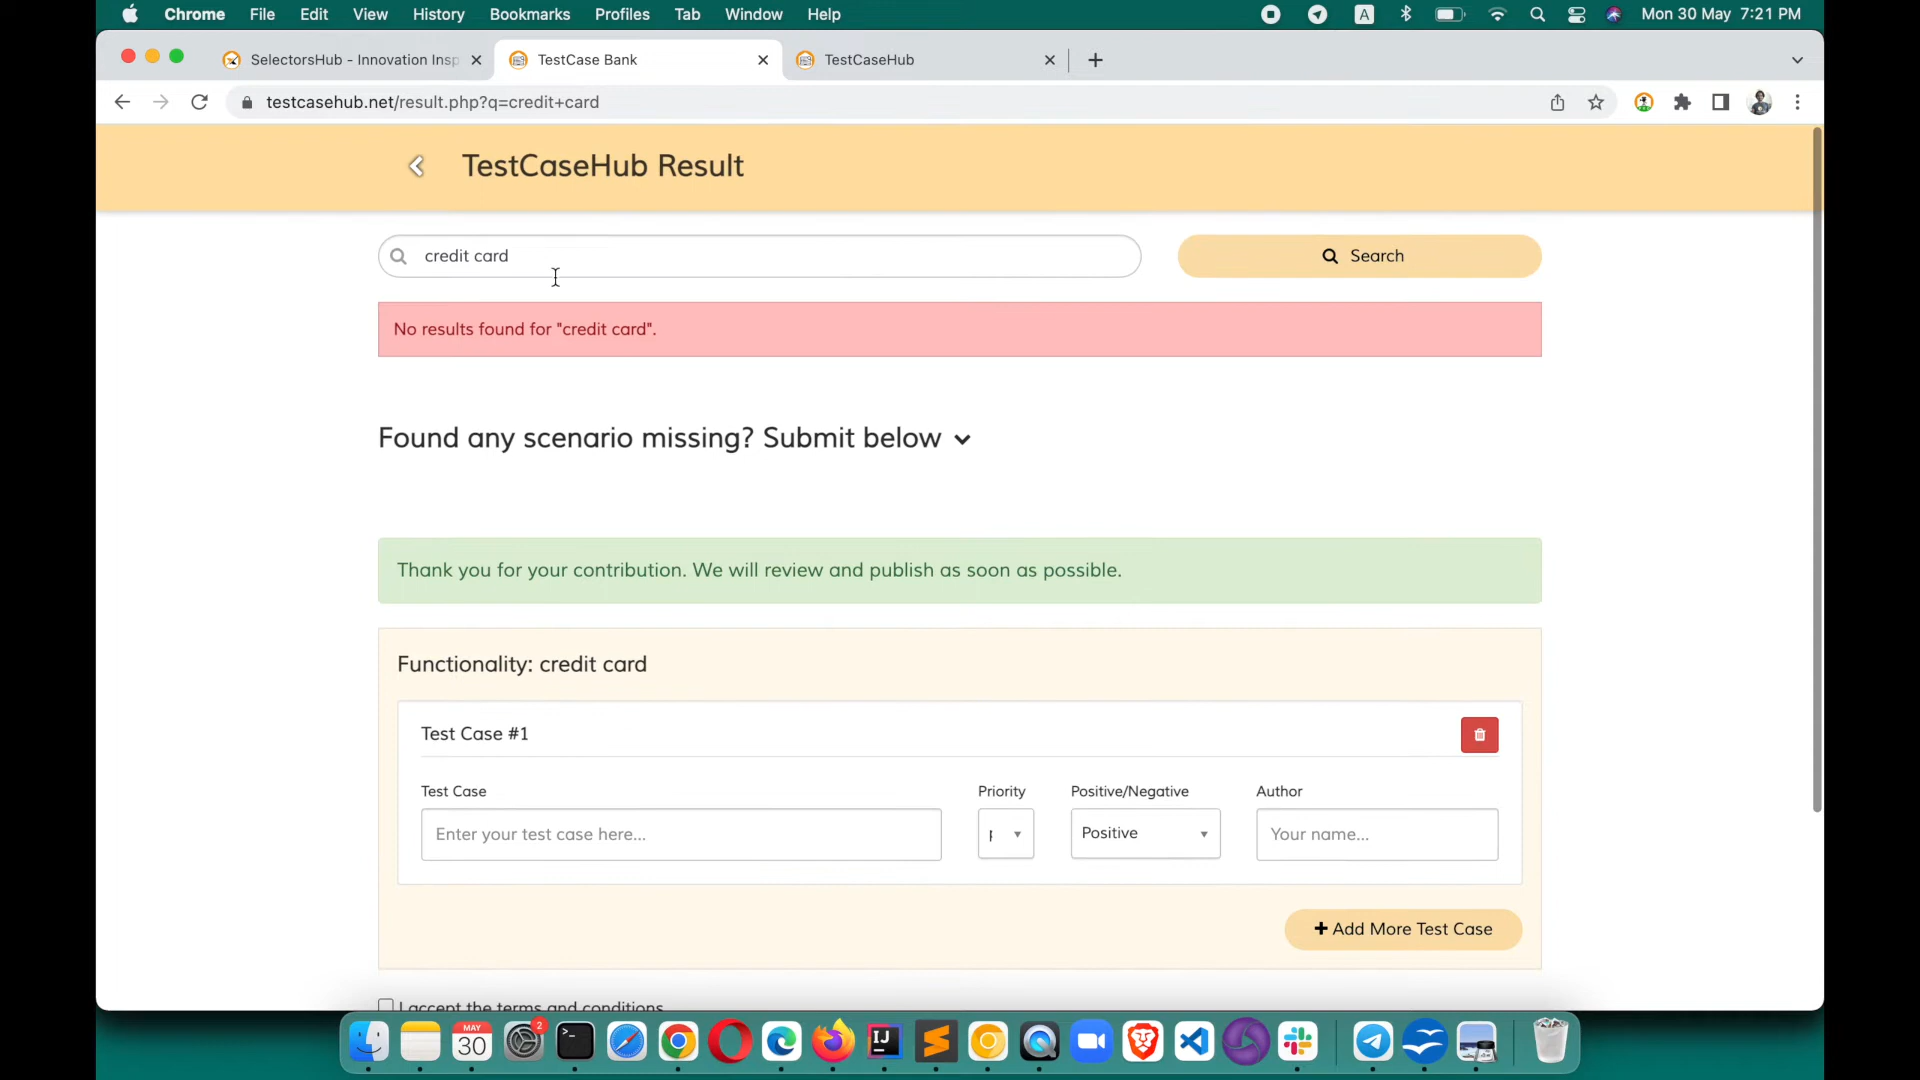 Chrome File Edit View History Bookmarks Profiles Tab Window Help
A
Mon 30 May 7:21 PM
SelectorsHub - Innovation Insp
TestCase Bank
TestCaseHub
testcasehub.net/result.php?q=credit+card
TestCaseHub Result
credit card
Search
No results found for "credit card".
Found any scenario missing? Submit below
Thank you for your contribution. We will review and publish as soon as possible.
Functionality: credit card
Test Case #1
Test Case Priority Positive/Negative Author
Enter your test case here... Positive Your name...
Add More Test Case
I accept the terms and conditions
MAY
30
2
IJ